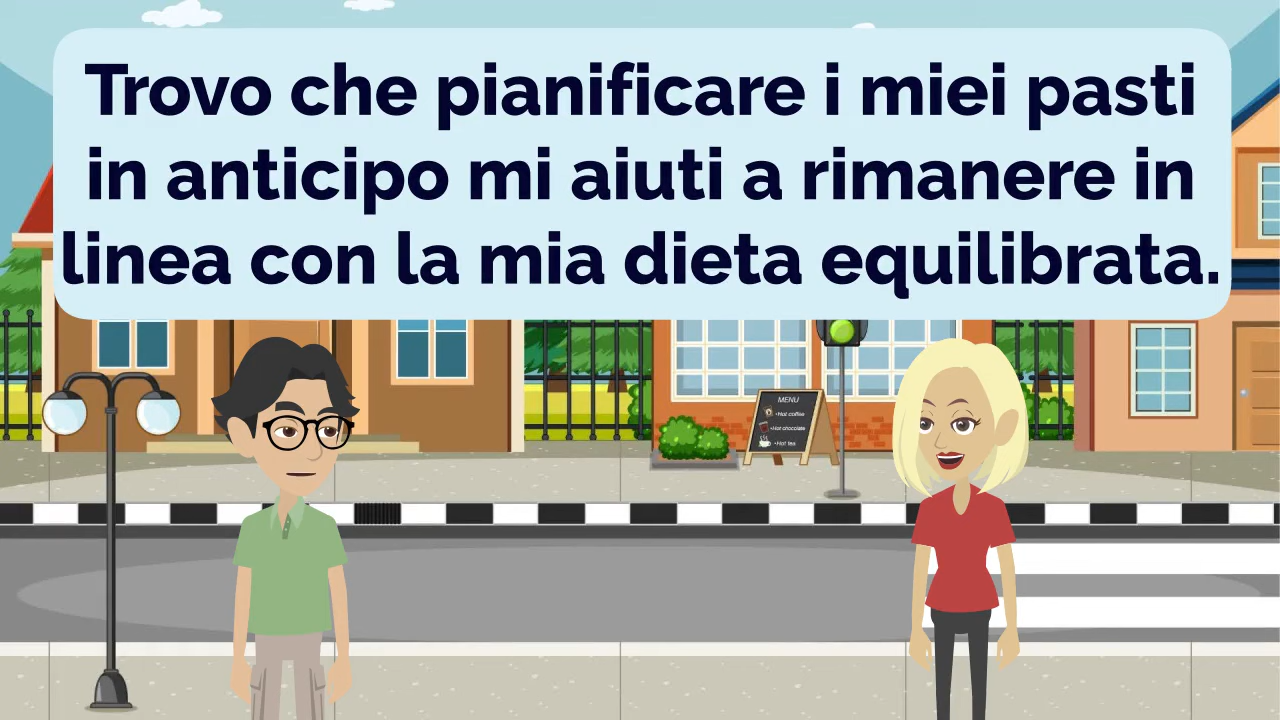 Trovo che pianificare i miei pasti
in anticipo mi aiuti a rimanere in
linea con la mia dieta equilibrata.
MENU
•Hot coffee
•Hot chocolate
•Hot tea